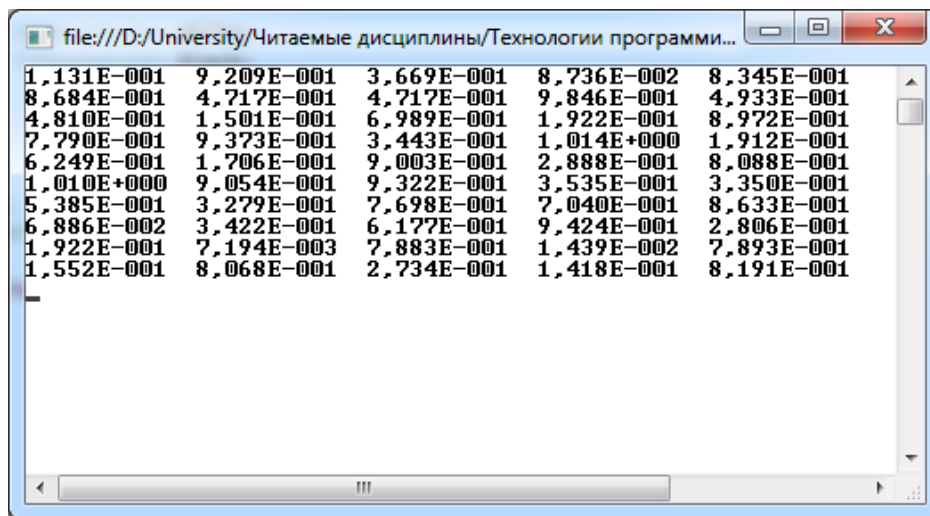 file:///D:/University/Читаемые дисциплины/Технологии программи...
1,131E-001 9,209E-001 3,669E-001 8,736E-002 8,345E-001
8,684E-001 4,717E-001 4,717E-001 9,846E-001 4,933E-001
4,810E-001 1,501E-001 6,989E-001 1,922E-001 8,972E-001
7,790E-001 9,373E-001 3,443E-001 1,014E+000 1,912E-001
6,249E-001 1,706E-001 9,003E-001 2,888E-001 8,088E-001
1,010E+000 9,054E-001 9,322E-001 3,535E-001 3,350E-001
5,385E-001 3,279E-001 7,698E-001 7,040E-001 8,633E-001
6,886E-002 3,422E-001 6,177E-001 9,424E-001 2,806E-001
1,922E-001 7,194E-003 7,883E-001 1,439E-002 7,893E-001
1,552E-001 8,068E-001 2,734E-001 1,418E-001 8,191E-001